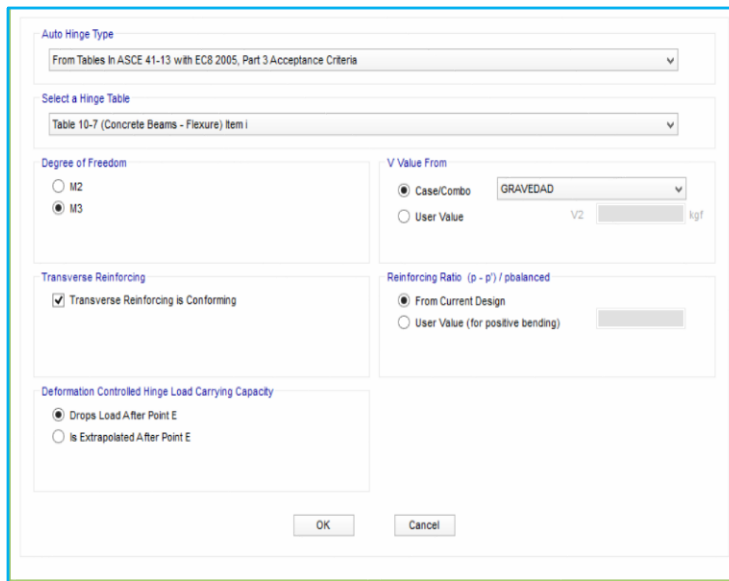 Auto Hinge Type
From Tables In ASCE 41-13 with EC8 2005, Part 3 Acceptance Criteria
Select a Hinge Table
Table 10-7 (Concrete Beams - Flexure) Item i
Degree of Freedom
M2
M3
V Value From
Case/Combo GRAVEDAD
User Value V2 kgf
Transverse Reinforcing
Transverse Reinforcing is Conforming
Reinforcing Ratio (p - p') / pbalanced
From Current Design
User Value (for positive bending)
Deformation Controlled Hinge Load Carrying Capacity
Drops Load After Point E
Is Extrapolated After Point E
OK Cancel